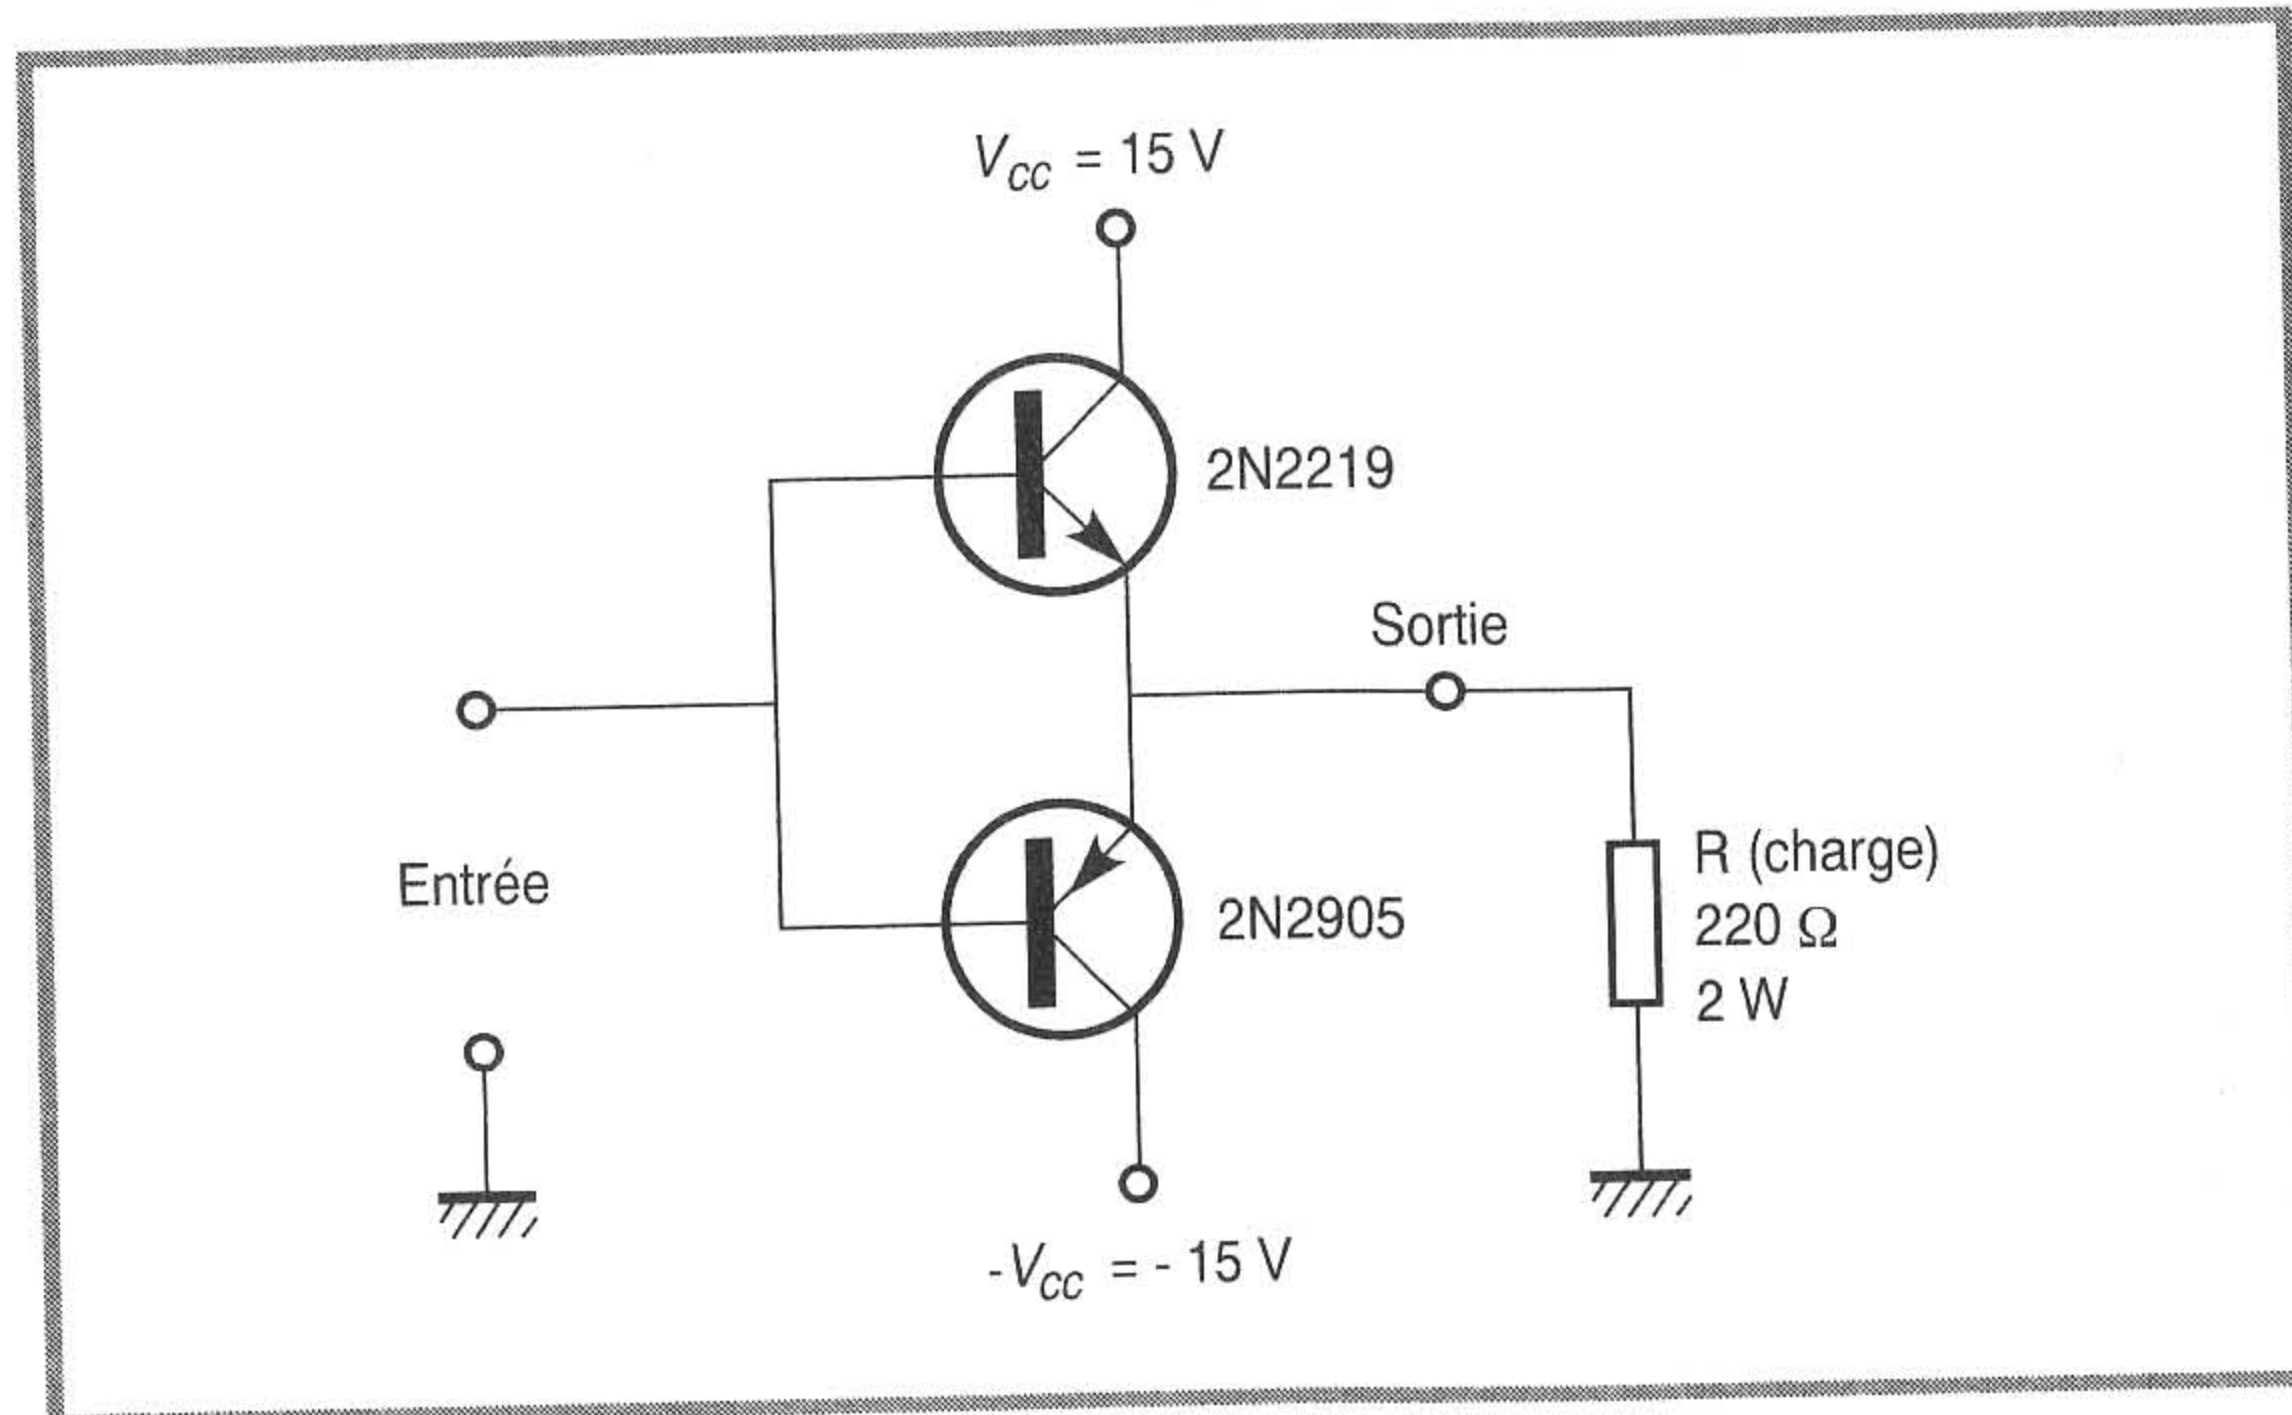 V_CC = 15 V
2N2219
Sortie
Entrée
2N2905
R (charge)
220 Ω
2 W
-V_CC = - 15 V